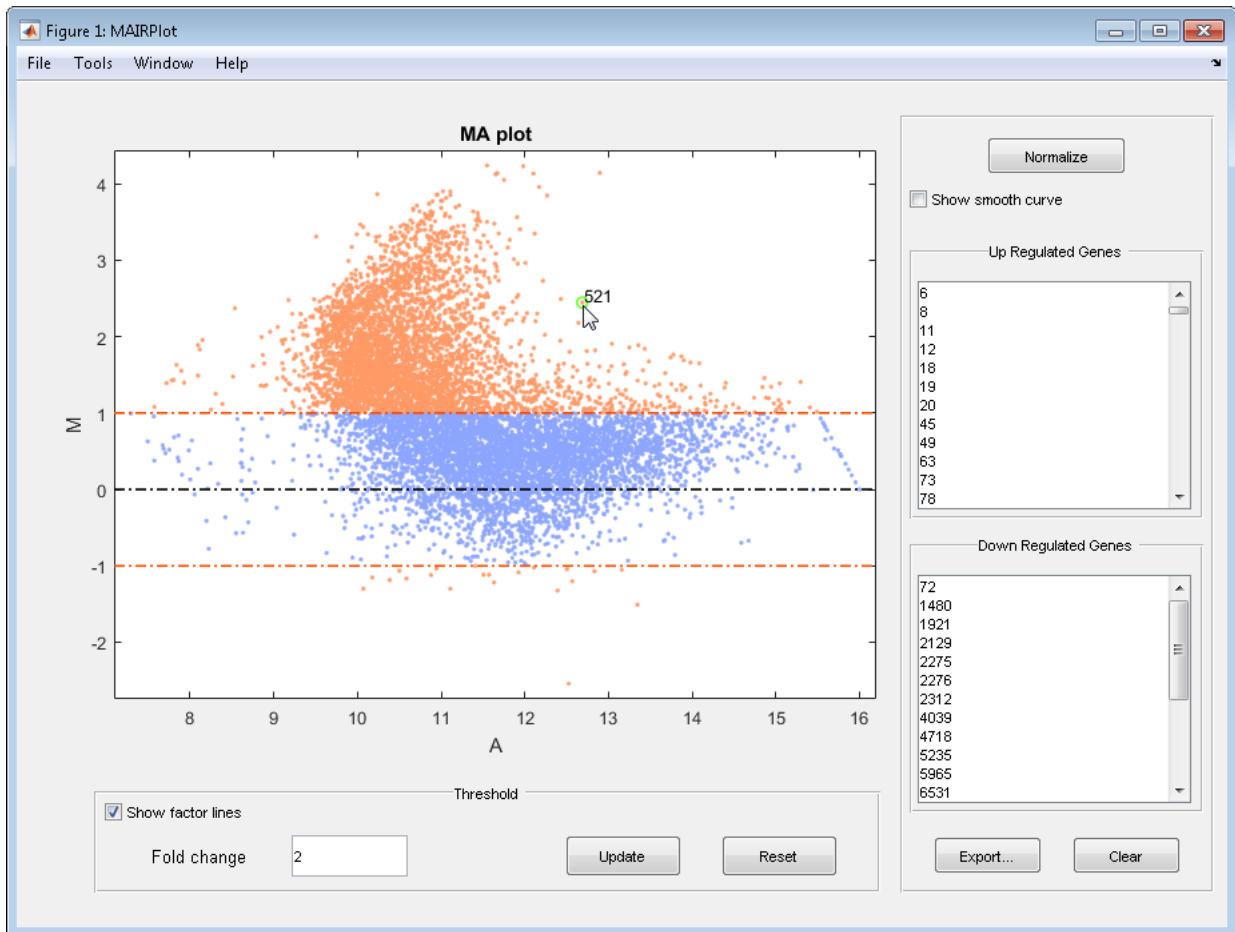 Figure 1: MAIRPlot
File Tools Window Help
MA plot
4
3
2
1
0
-1
-2
M
521
8 9 10 11 12 13 14 15 16
A
Normalize
Show smooth curve
Up Regulated Genes
6
8
11
12
18
19
20
45
49
63
73
78
Down Regulated Genes
72
1480
1921
2129
2275
2276
2312
4039
4718
5235
5965
6531
Threshold
Show factor lines
Fold change 2 Update Reset
Export... Clear